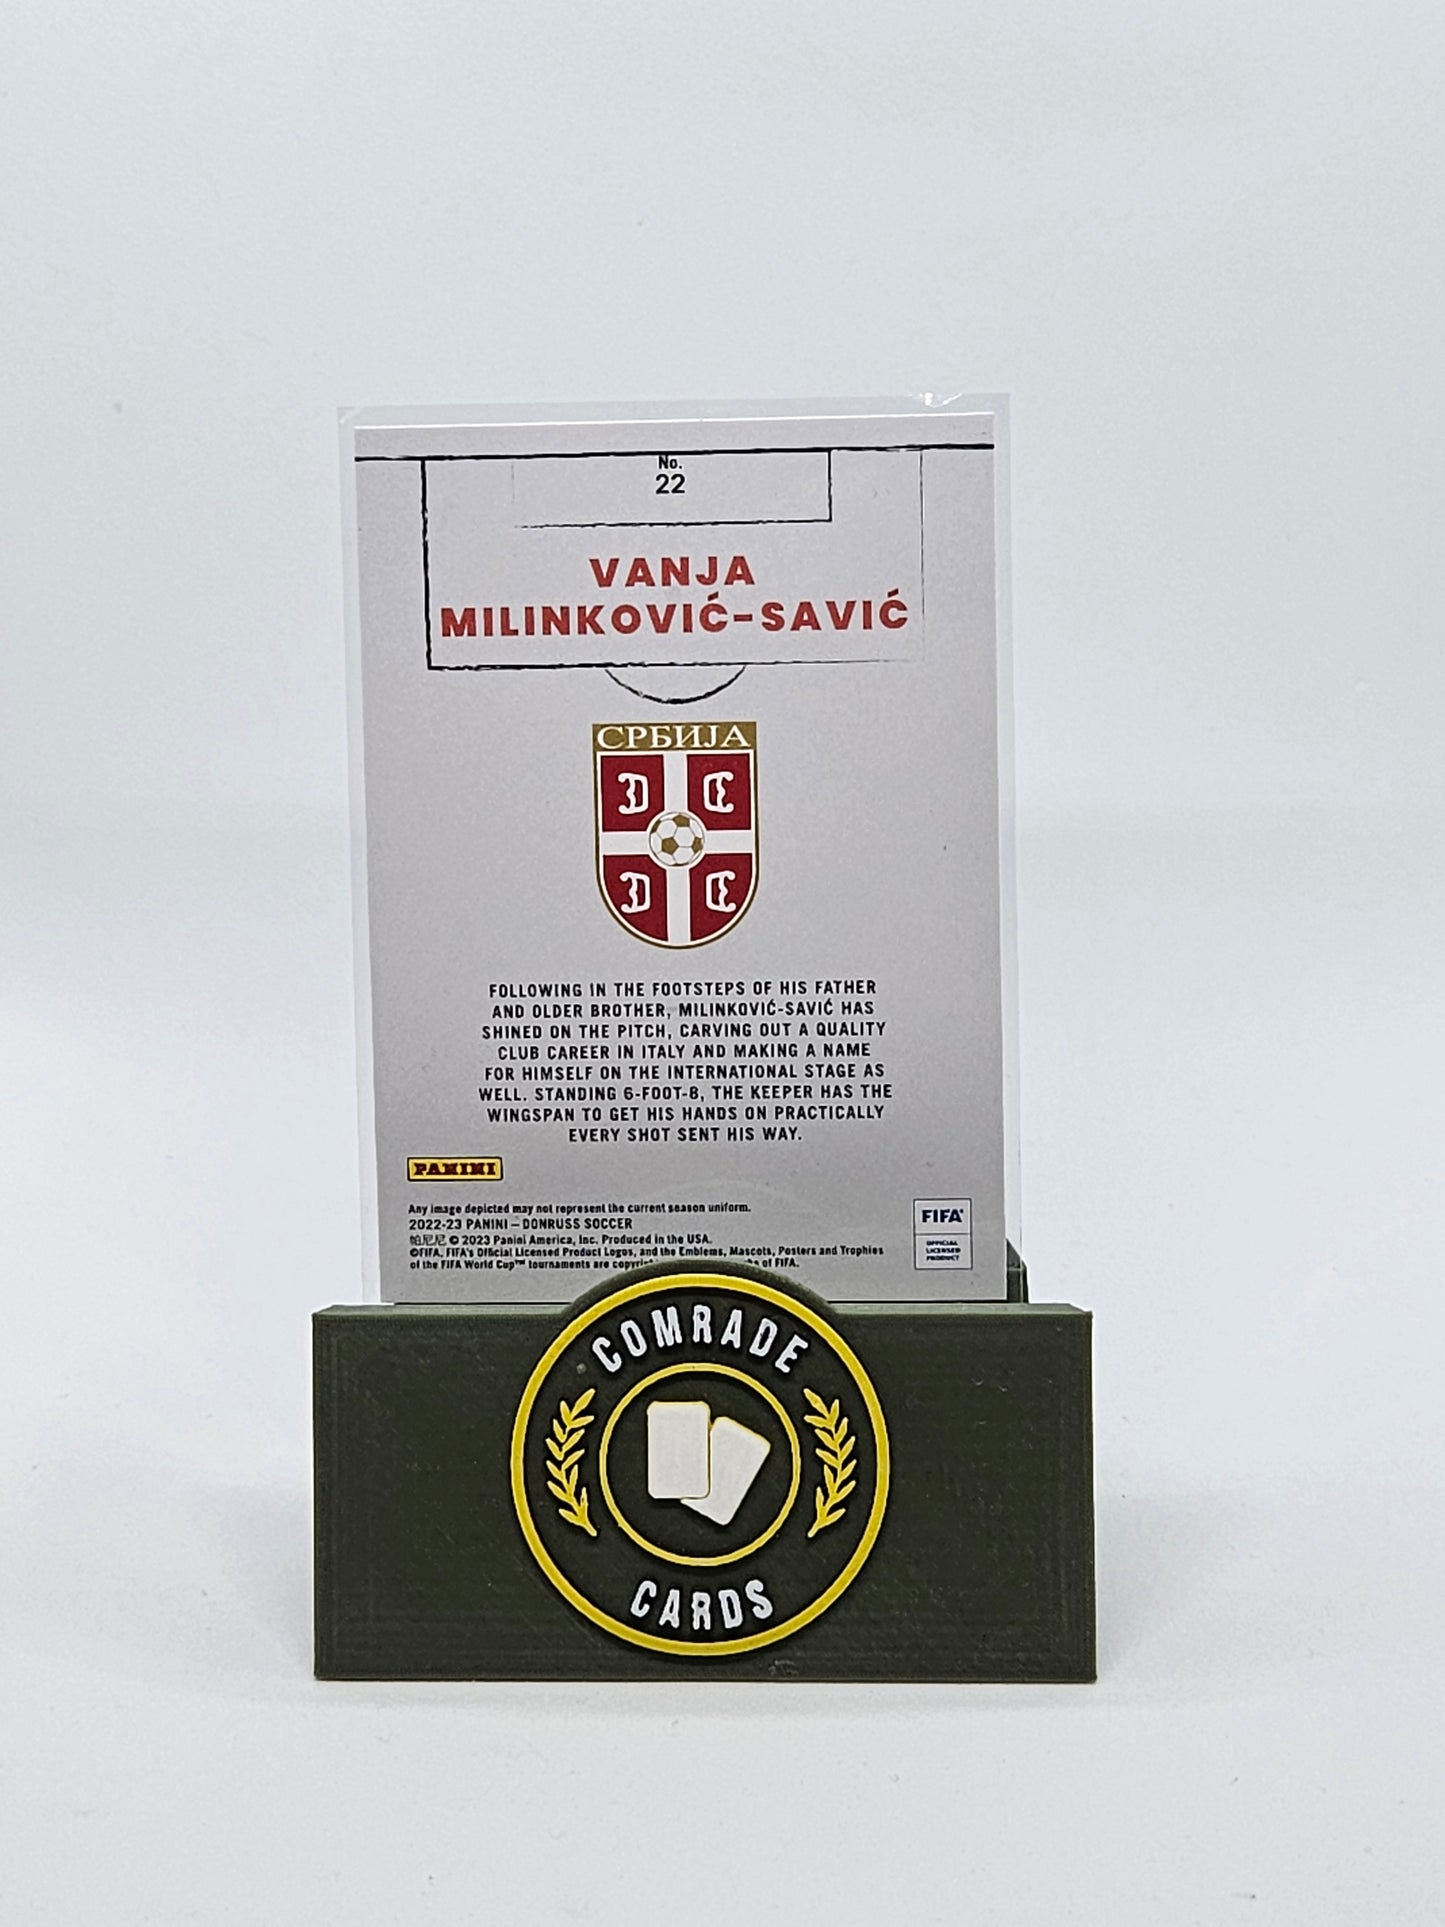 No.
22
VANJA
MILINKOVIĆ-SAVIĆ
СРБИЈА
FOLLOWING IN THE FOOTSTEPS OF HIS FATHER
AND OLDER BROTHER, MILINKOVIĆ-SAVIĆ HAS
SHINED ON THE PITCH, CARVING OUT A QUALITY
CLUB CAREER IN ITALY AND MAKING A NAME
FOR HIMSELF ON THE INTERNATIONAL STAGE AS
WELL. STANDING 6-FOOT-8, THE KEEPER HAS THE
WINGSPAN TO GET HIS HANDS ON PRACTICALLY
EVERY SHOT SENT HIS WAY.
PANINI
Any image depicted may not represent the current season uniform.
2022-23 PANINI – DONRUSS SOCCER
帕尼尼 © 2023 Panini America, Inc. Produced in the USA.
©FIFA, FIFA's Official Licensed Product Logos, and the Emblems, Mascots, Posters and Trophies
of the FIFA World Cup™ tournaments are of FIFA.
FIFA
OFFICIAL
LICENSED
PRODUCT
COMRADE
CARDS